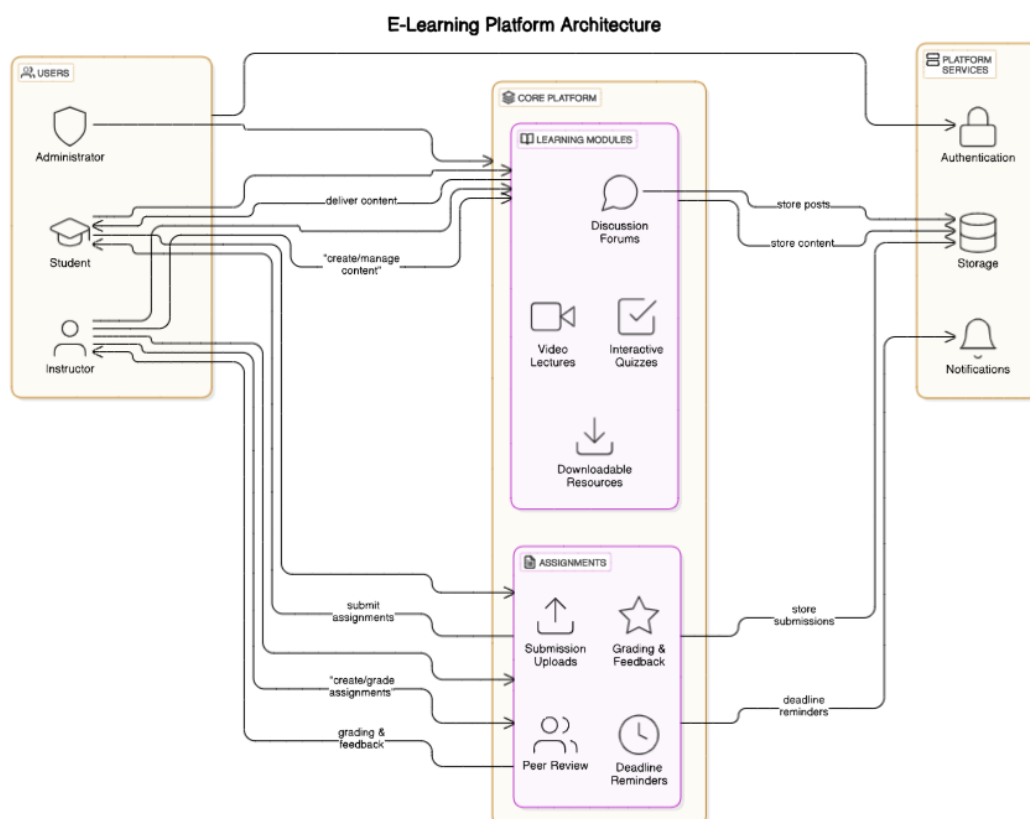 E-Learning Platform Architecture
USERS
Administrator
Student
Instructor
CORE PLATFORM
LEARNING MODULES
Discussion
Forums
Video
Lectures
Interactive
Quizzes
Downloadable
Resources
ASSIGNMENTS
Submission
Uploads
Grading &
Feedback
Peer Review
Deadline
Reminders
PLATFORM
SERVICES
Authentication
Storage
Notifications
deliver content
"create/manage
content"
submit
assignments
"create/grade
assignments"
grading &
feedback
store posts
store content
store
submissions
deadline
reminders